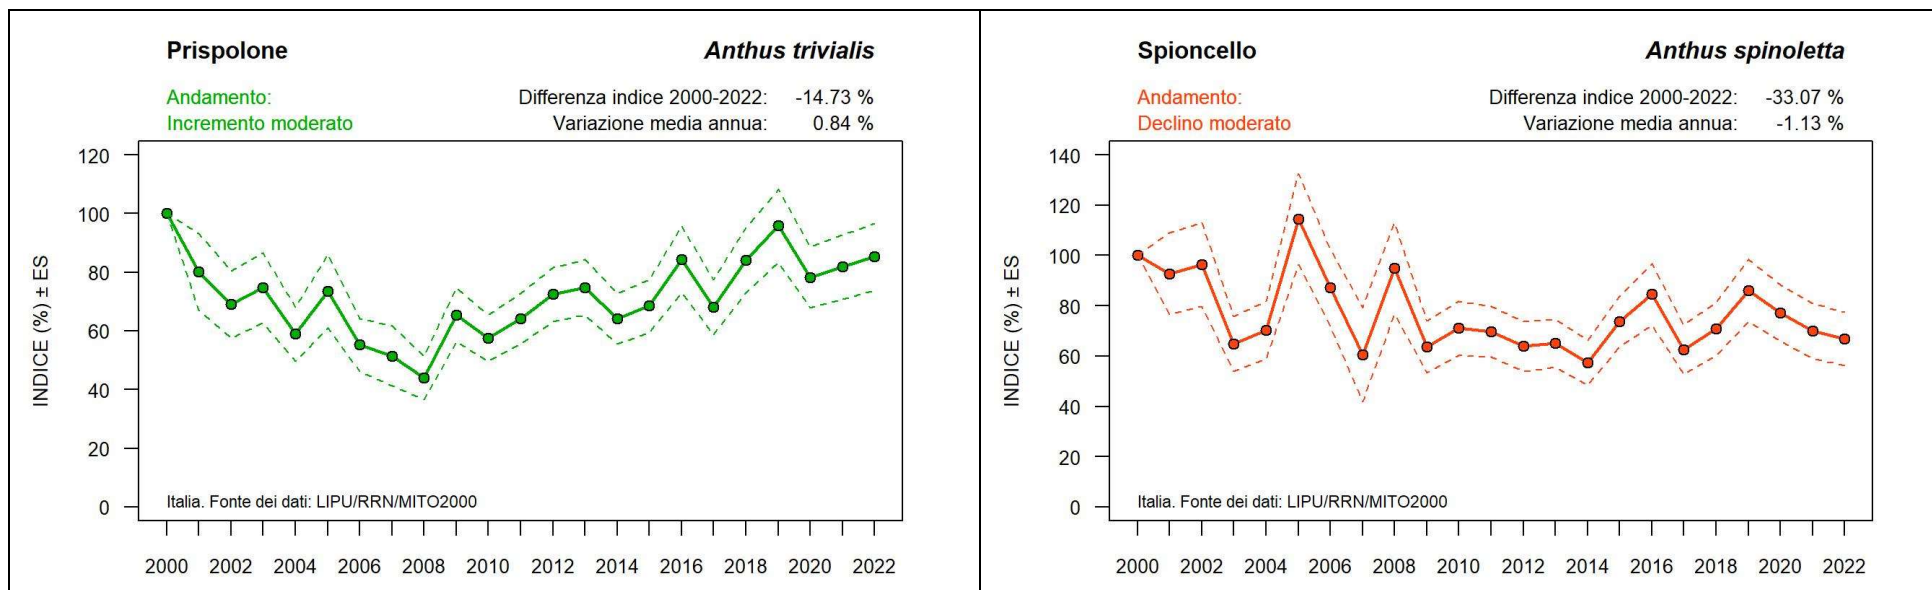 Prispolone Anthus trivialis
Andamento: Differenza indice 2000-2022: -14.73 %
Incremento moderato Variazione media annua: 0.84 %
120
100
80
60
40
20
0
INDICE (%) ± ES
Italia. Fonte dei dati: LIPU/RRN/MITO2000
2000 2002 2004 2006 2008 2010 2012 2014 2016 2018 2020 2022
Spioncello Anthus spinoletta
Andamento: Differenza indice 2000-2022: -33.07 %
Declino moderato Variazione media annua: -1.13 %
140
120
100
80
60
40
20
0
INDICE (%) ± ES
Italia. Fonte dei dati: LIPU/RRN/MITO2000
2000 2002 2004 2006 2008 2010 2012 2014 2016 2018 2020 2022